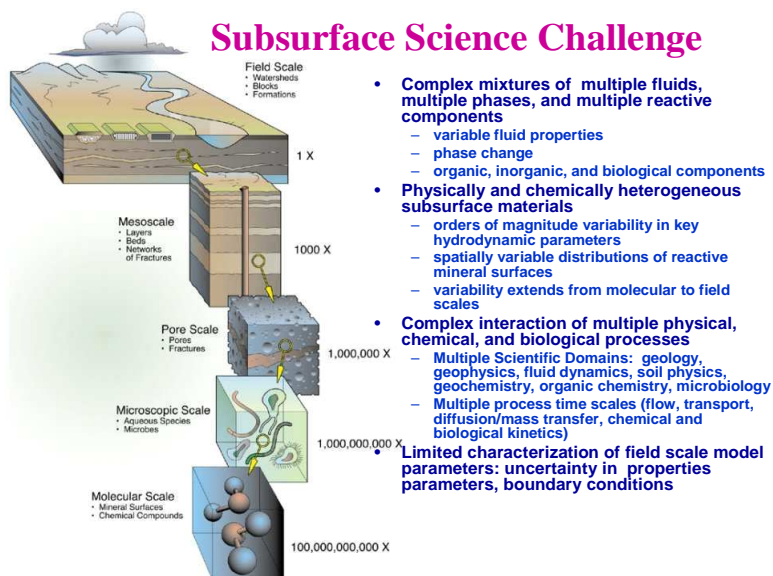 Subsurface Science Challenge
Field Scale
• Watersheds
• Blocks
• Formations
1 X
Mesoscale
• Layers
• Beds
• Networks
of Fractures
1000 X
Pore Scale
• Pores
• Fractures
1,000,000 X
Microscopic Scale
• Aqueous Species
• Microbes
1,000,000,000 X
Molecular Scale
• Mineral Surfaces
• Chemical Compounds
100,000,000,000 X
• Complex mixtures of multiple fluids,
multiple phases, and multiple reactive
components
– variable fluid properties
– phase change
– organic, inorganic, and biological components
• Physically and chemically heterogeneous
subsurface materials
– orders of magnitude variability in key
hydrodynamic parameters
– spatially variable distributions of reactive
mineral surfaces
– variability extends from molecular to field
scales
• Complex interaction of multiple physical,
chemical, and biological processes
– Multiple Scientific Domains: geology,
geophysics, fluid dynamics, soil physics,
geochemistry, organic chemistry, microbiology
– Multiple process time scales (flow, transport,
diffusion/mass transfer, chemical and
biological kinetics)
• Limited characterization of field scale model
parameters: uncertainty in properties
parameters, boundary conditions